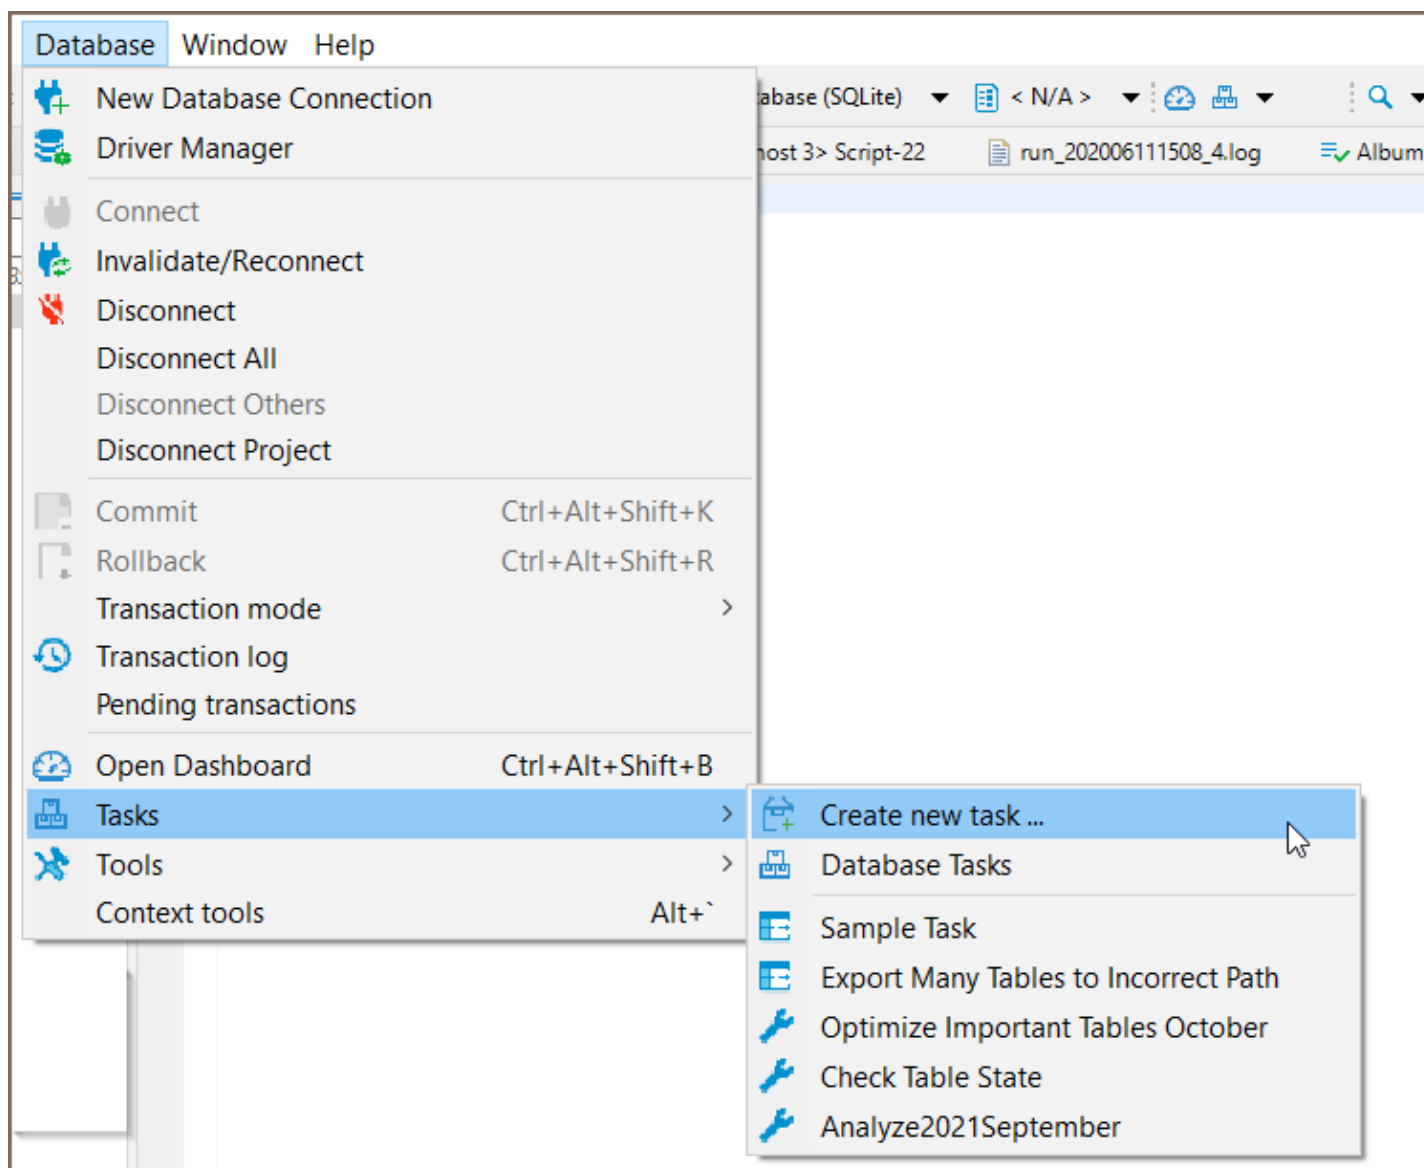 Database Window Help
New Database Connection
Driver Manager
Connect
Invalidate/Reconnect
Disconnect
Disconnect All
Disconnect Others
Disconnect Project
Commit Ctrl+Alt+Shift+K
Rollback Ctrl+Alt+Shift+R
Transaction mode
Transaction log
Pending transactions
Open Dashboard Ctrl+Alt+Shift+B
Tasks
Tools
Context tools Alt+`
(SQLite) < N/A >
3> Script-22 run_202006111508_4.log Album
Create new task ...
Database Tasks
Sample Task
Export Many Tables to Incorrect Path
Optimize Important Tables October
Check Table State
Analyze2021September